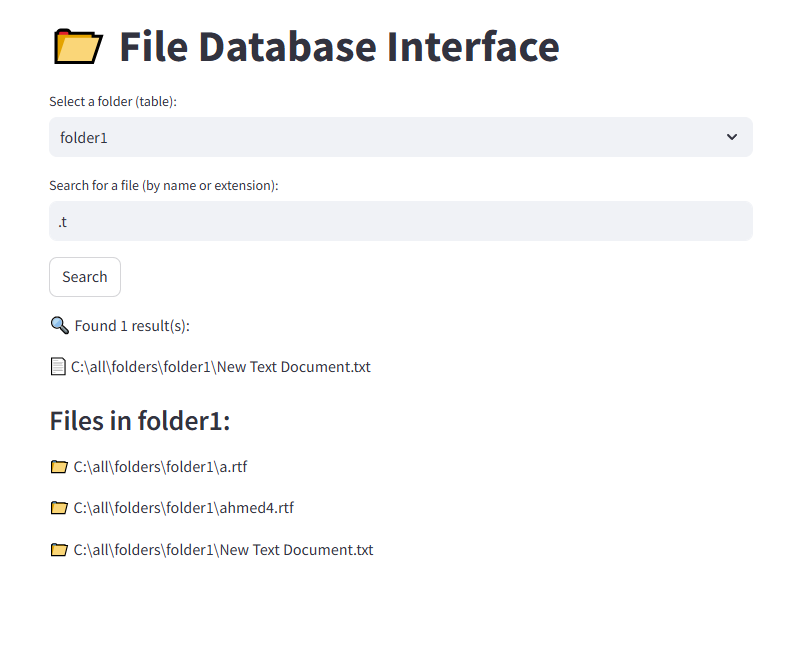 File Database Interface
Select a folder (table):
folder1
Search for a file (by name or extension):
.t
Search
Found 1 result(s):
C:\all\folders\folder1\New Text Document.txt
Files in folder1:
C:\all\folders\folder1\a.rtf
C:\all\folders\folder1\ahmed4.rtf
C:\all\folders\folder1\New Text Document.txt